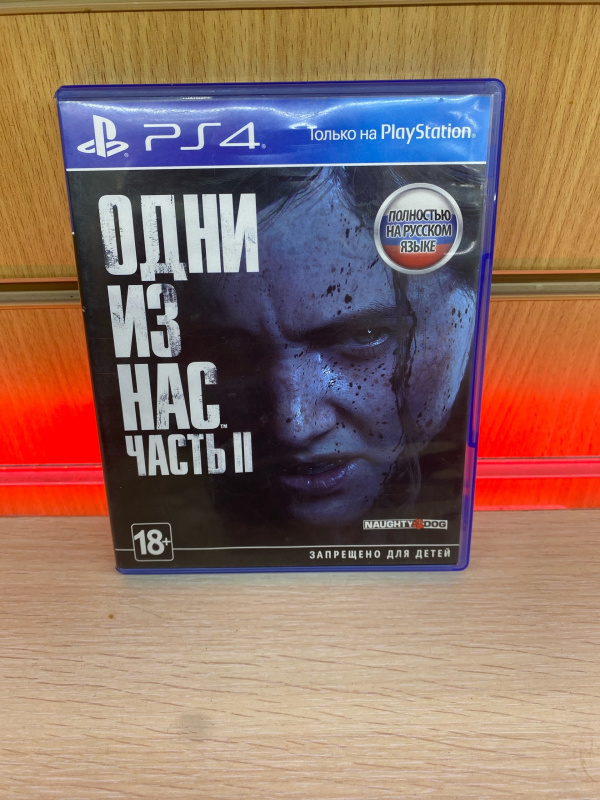 PS4
Только на PlayStation
ОДНИ
ИЗ
НАС
ЧАСТЬ II
ПОЛНОСТЬЮ
НА РУССКОМ
ЯЗЫКЕ
NAUGHTY DOG
18+
ЗАПРЕЩЕНО ДЛЯ ДЕТЕЙ